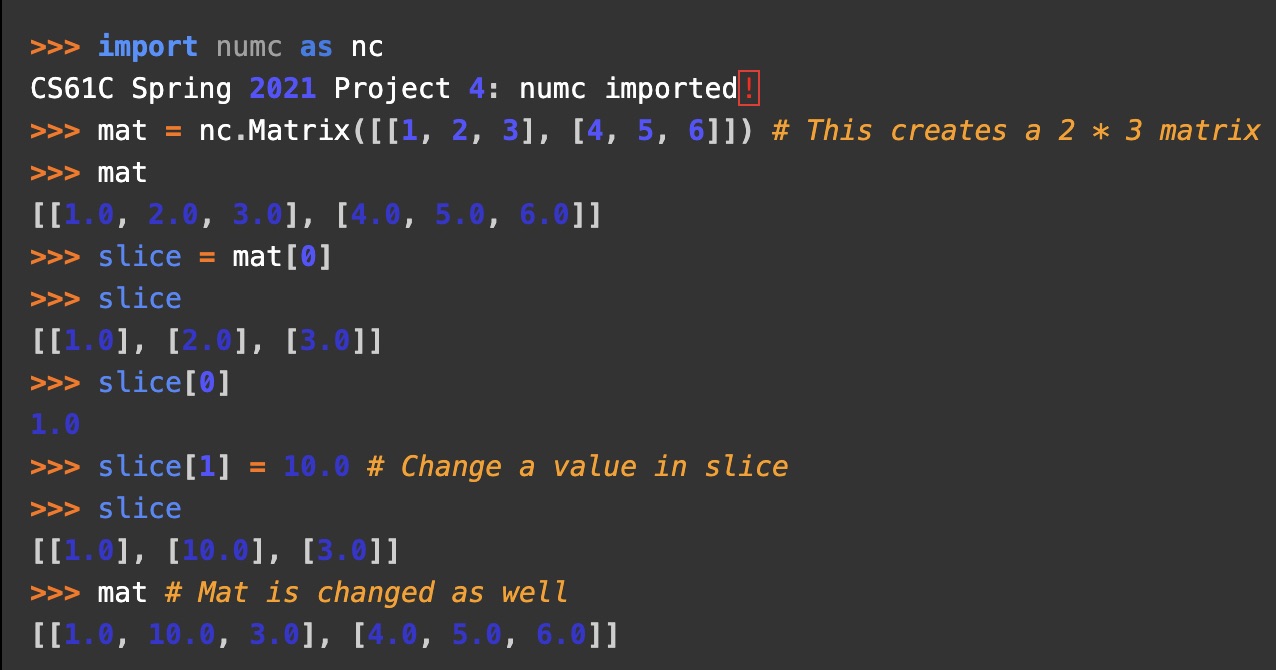 >>> import numc as nc
CS61C Spring 2021 Project 4: numc imported!
>>> mat = nc.Matrix([[1, 2, 3], [4, 5, 6]]) # This creates a 2 * 3 matrix
>>> mat
[[1.0, 2.0, 3.0], [4.0, 5.0, 6.0]]
>>> slice = mat[0]
>>> slice
[[1.0], [2.0], [3.0]]
>>> slice[0]
1.0
>>> slice[1] = 10.0 # Change a value in slice
>>> slice
[[1.0], [10.0], [3.0]]
>>> mat # Mat is changed as well
[[1.0, 10.0, 3.0], [4.0, 5.0, 6.0]]